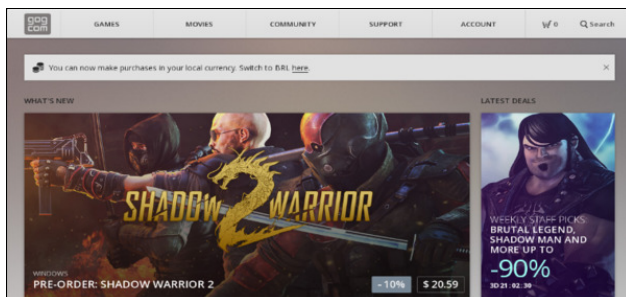 gog
com
GAMES
MOVIES
COMMUNITY
SUPPORT
ACCOUNT
0
Search
You can now make purchases in your local currency. Switch to BRL here.
WHAT'S NEW
LATEST DEALS
SHADOW 2 WARRIOR
WEEKLY STAFF PICKS:
BRUTAL LEGEND,
SHADOW MAN AND
MORE UP TO
-90%
3D 21 : 02 : 30
WINDOWS
PRE-ORDER: SHADOW WARRIOR 2
-10%
$ 20.59